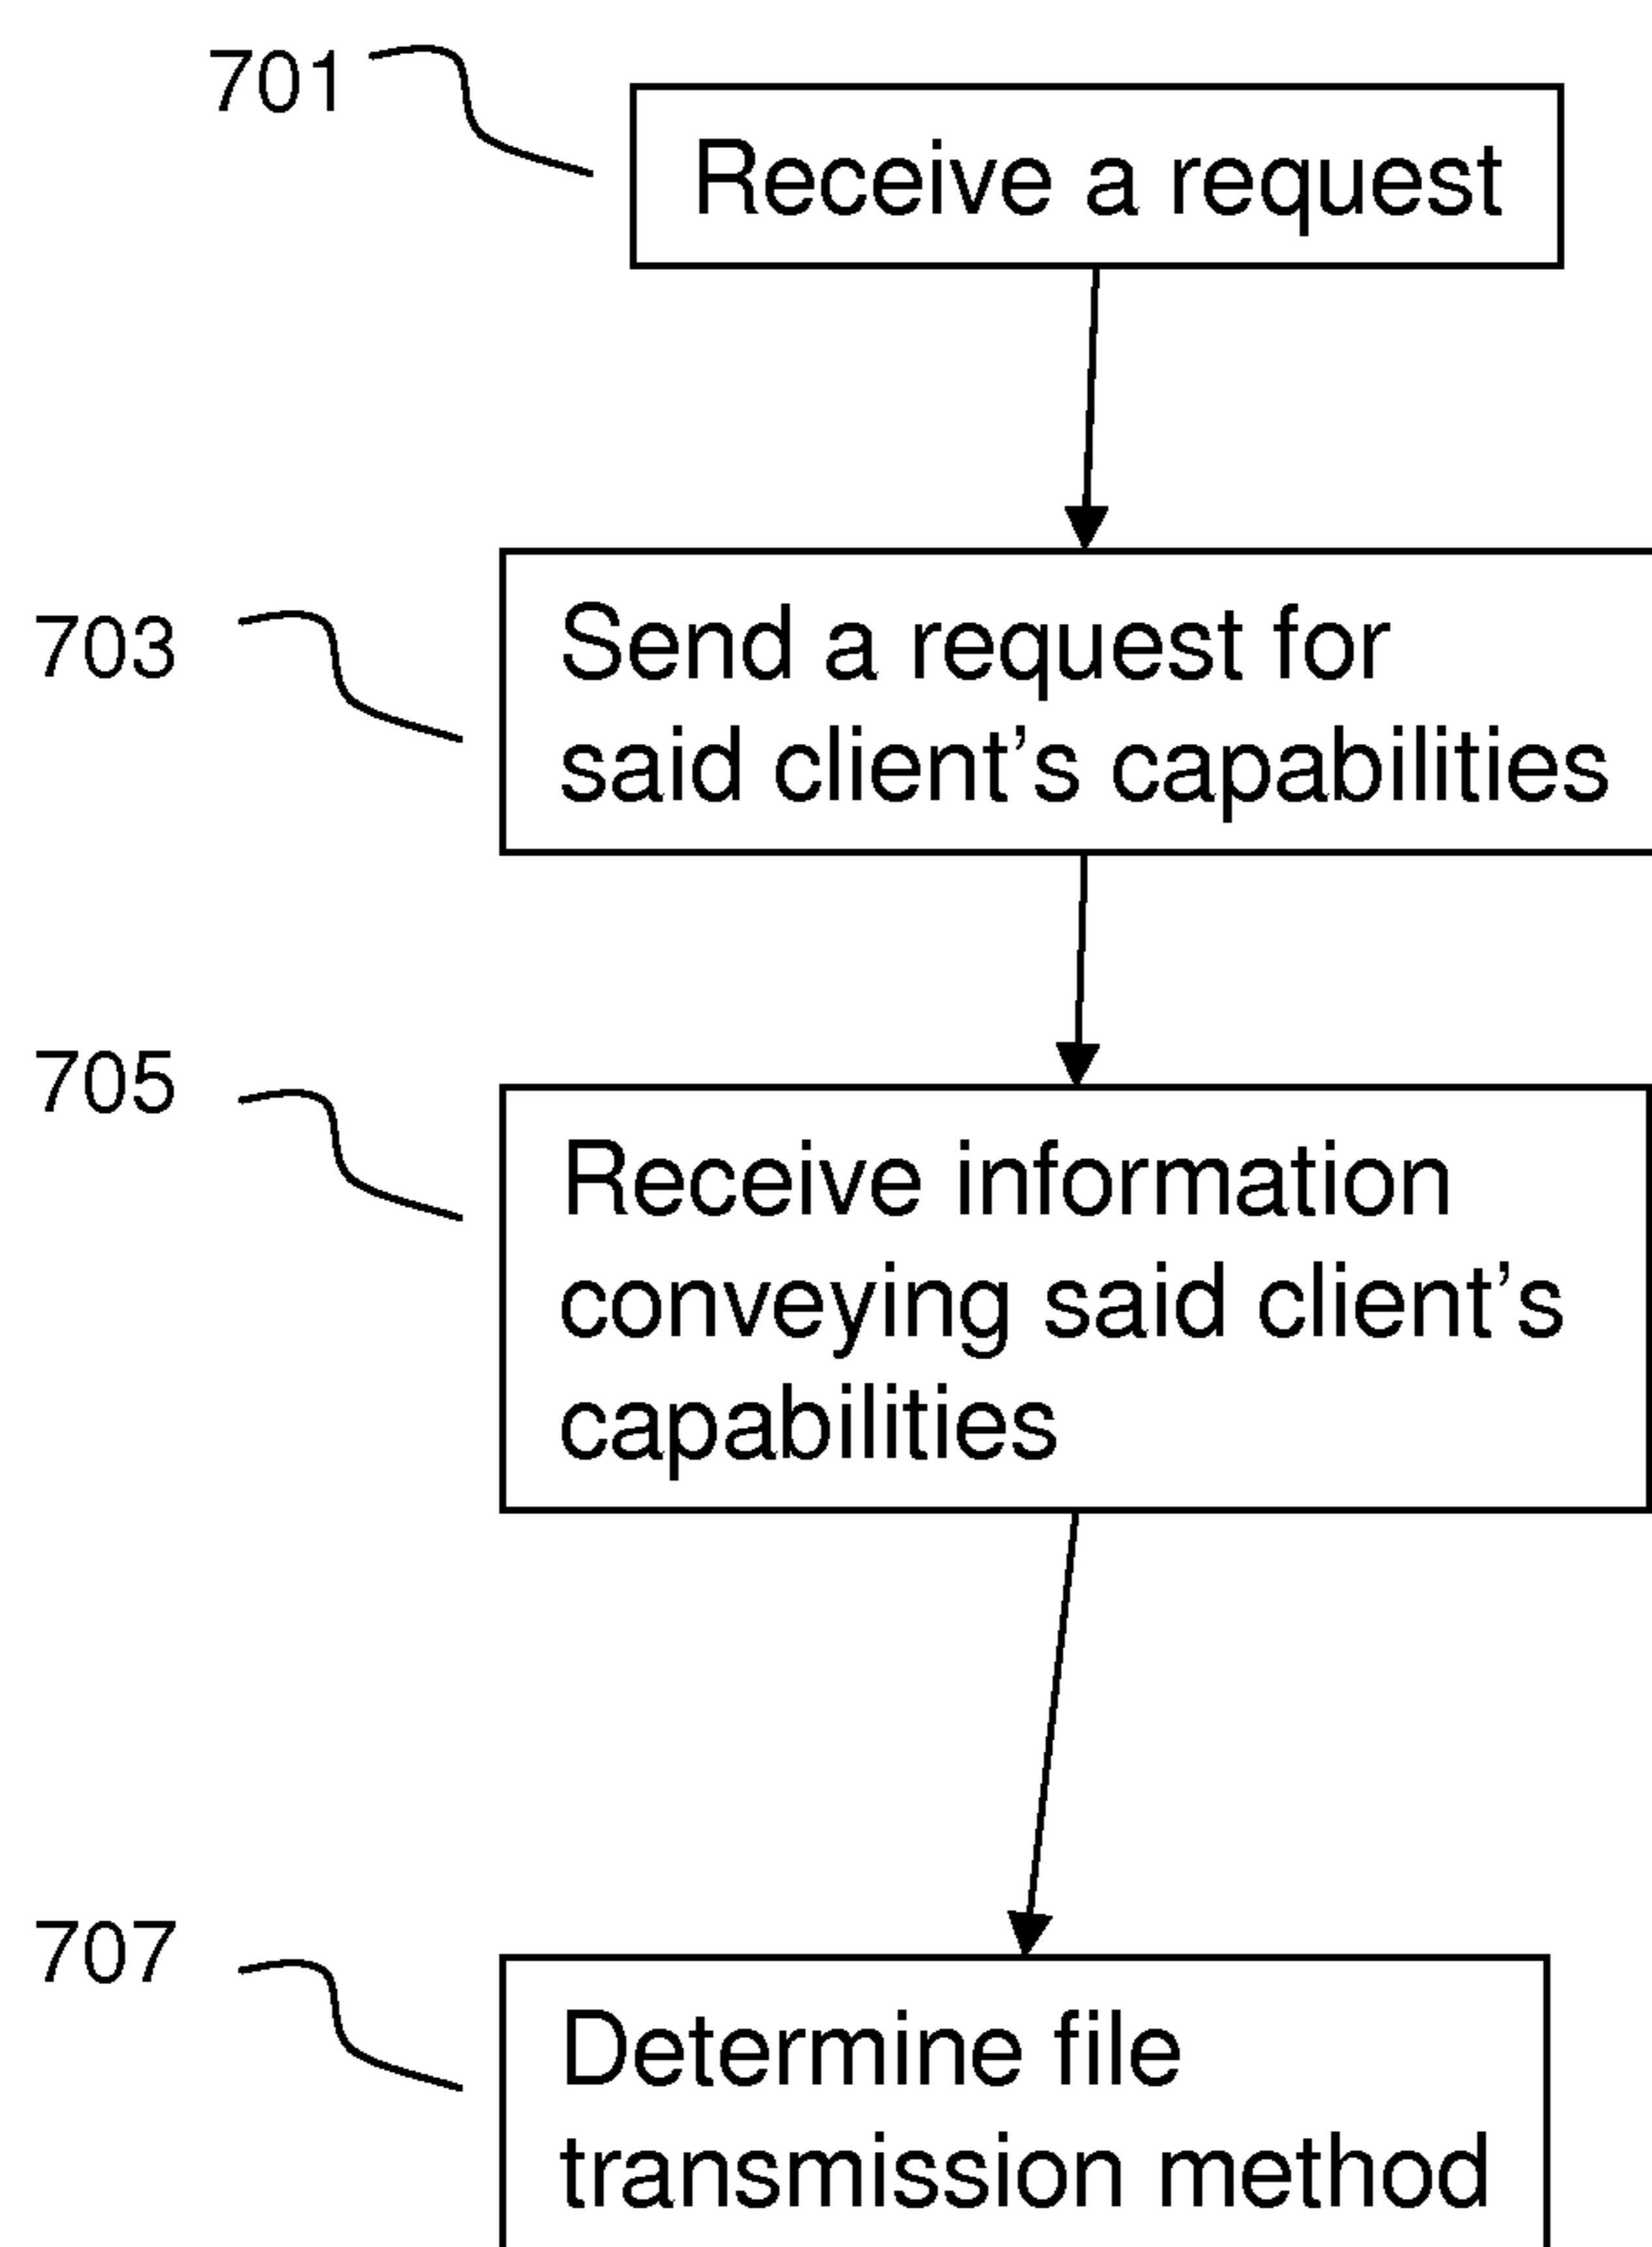 701
Receive a request
703
Send a request for
said client's capabilities
705
Receive information
conveying said client's
capabilities
707
Determine file
transmission method